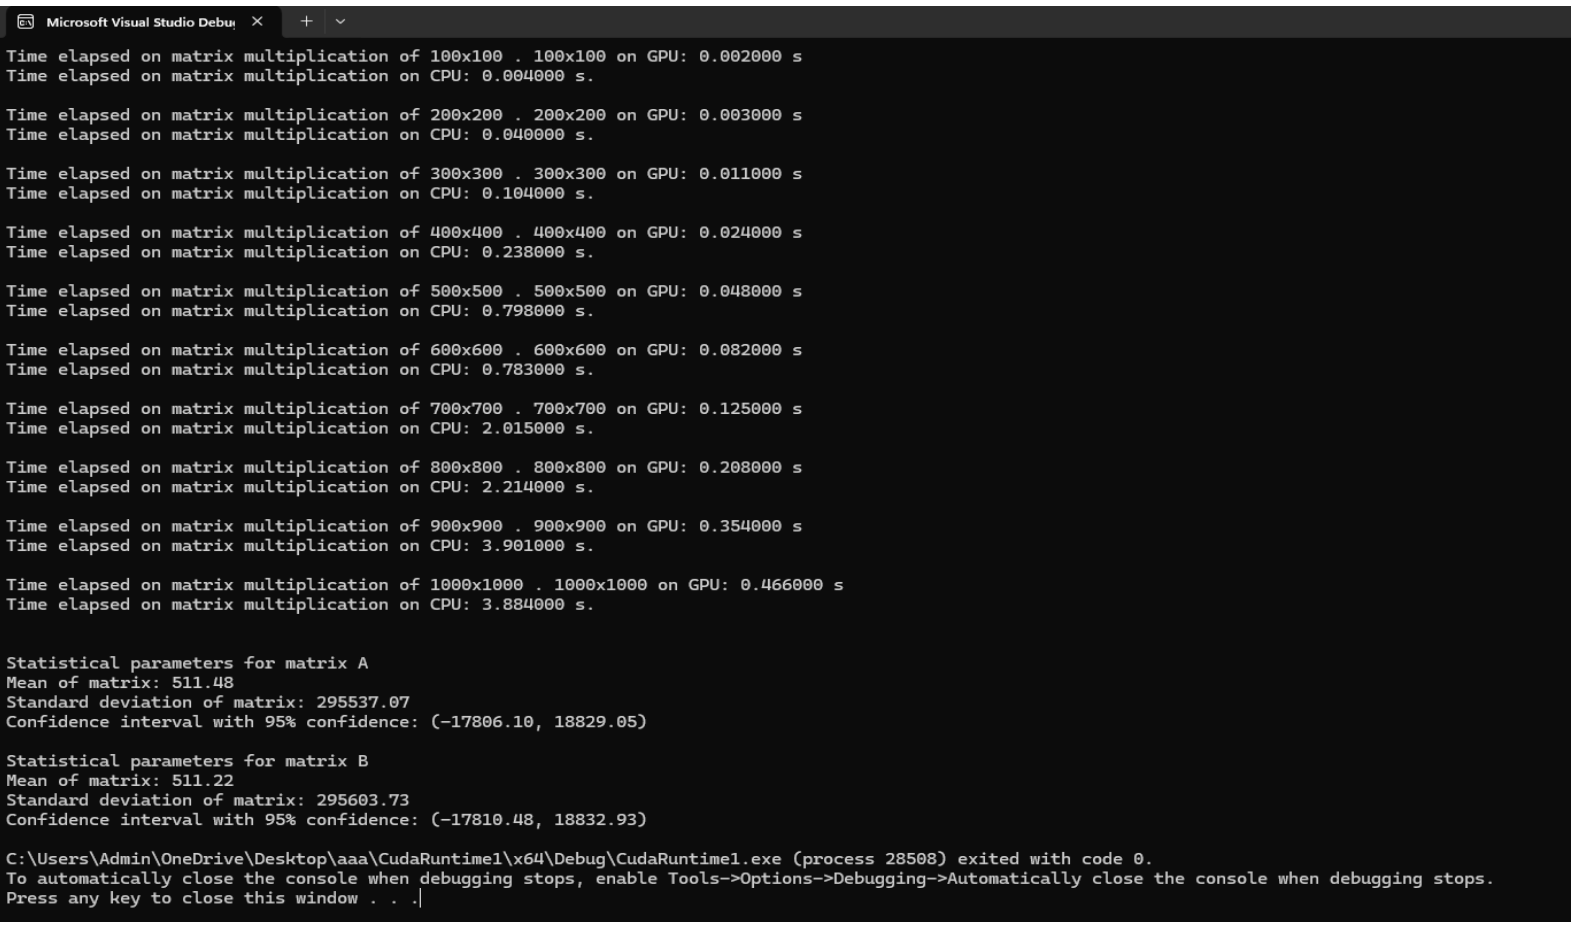 Microsoft Visual Studio Debu
Time elapsed on matrix multiplication of 100x100 . 100x100 on GPU: 0.002000 s
Time elapsed on matrix multiplication on CPU: 0.004000 s.
Time elapsed on matrix multiplication of 200x200 . 200x200 on GPU: 0.003000 s
Time elapsed on matrix multiplication on CPU: 0.040000 s.
Time elapsed on matrix multiplication of 300x300 . 300x300 on GPU: 0.011000 s
Time elapsed on matrix multiplication on CPU: 0.104000 s.
Time elapsed on matrix multiplication of 400x400 . 400x400 on GPU: 0.024000 s
Time elapsed on matrix multiplication on CPU: 0.238000 s.
Time elapsed on matrix multiplication of 500x500 . 500x500 on GPU: 0.048000 s
Time elapsed on matrix multiplication on CPU: 0.798000 s.
Time elapsed on matrix multiplication of 600x600 . 600x600 on GPU: 0.082000 s
Time elapsed on matrix multiplication on CPU: 0.783000 s.
Time elapsed on matrix multiplication of 700x700 . 700x700 on GPU: 0.125000 s
Time elapsed on matrix multiplication on CPU: 2.015000 s.
Time elapsed on matrix multiplication of 800x800 . 800x800 on GPU: 0.208000 s
Time elapsed on matrix multiplication on CPU: 2.214000 s.
Time elapsed on matrix multiplication of 900x900 . 900x900 on GPU: 0.354000 s
Time elapsed on matrix multiplication on CPU: 3.901000 s.
Time elapsed on matrix multiplication of 1000x1000 . 1000x1000 on GPU: 0.466000 s
Time elapsed on matrix multiplication on CPU: 3.884000 s.
Statistical parameters for matrix A
Mean of matrix: 511.48
Standard deviation of matrix: 295537.07
Confidence interval with 95% confidence: (-17806.10, 18829.05)
Statistical parameters for matrix B
Mean of matrix: 511.22
Standard deviation of matrix: 295603.73
Confidence interval with 95% confidence: (-17810.48, 18832.93)
C:\Users\Admin\OneDrive\Desktop\aaa\CudaRuntime1\x64\Debug\CudaRuntime1.exe (process 28508) exited with code 0.
To automatically close the console when debugging stops, enable Tools->Options->Debugging->Automatically close the console when debugging stops.
Press any key to close this window . . .